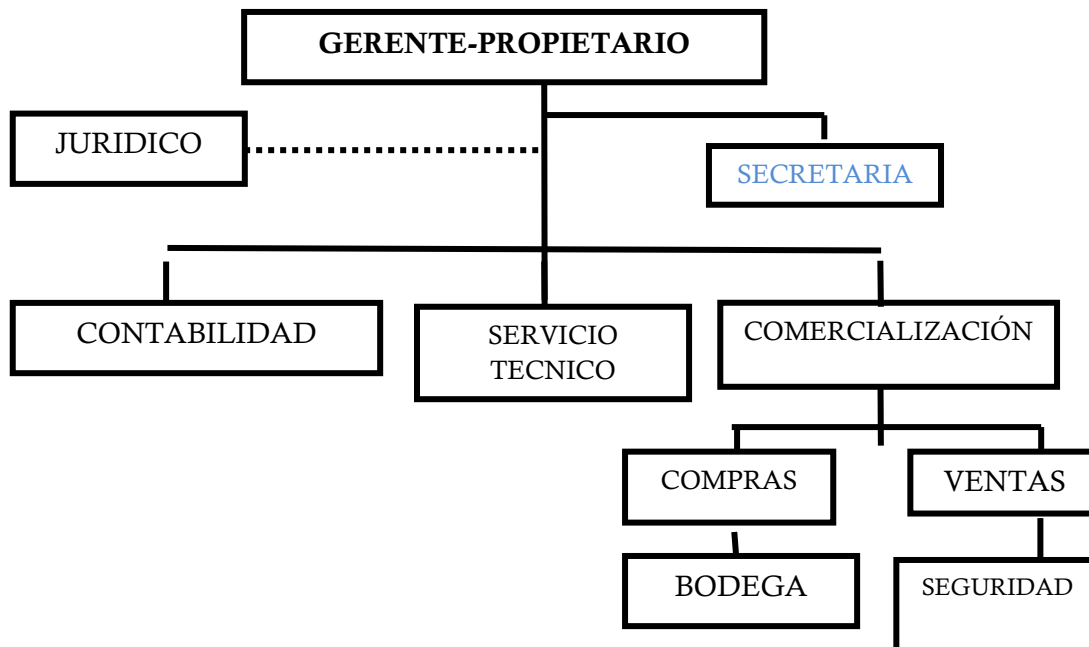 GERENTE-PROPIETARIO
JURIDICO
SECRETARIA
CONTABILIDAD
SERVICIO
TECNICO
COMERCIALIZACIÓN
COMPRAS
VENTAS
BODEGA
SEGURIDAD